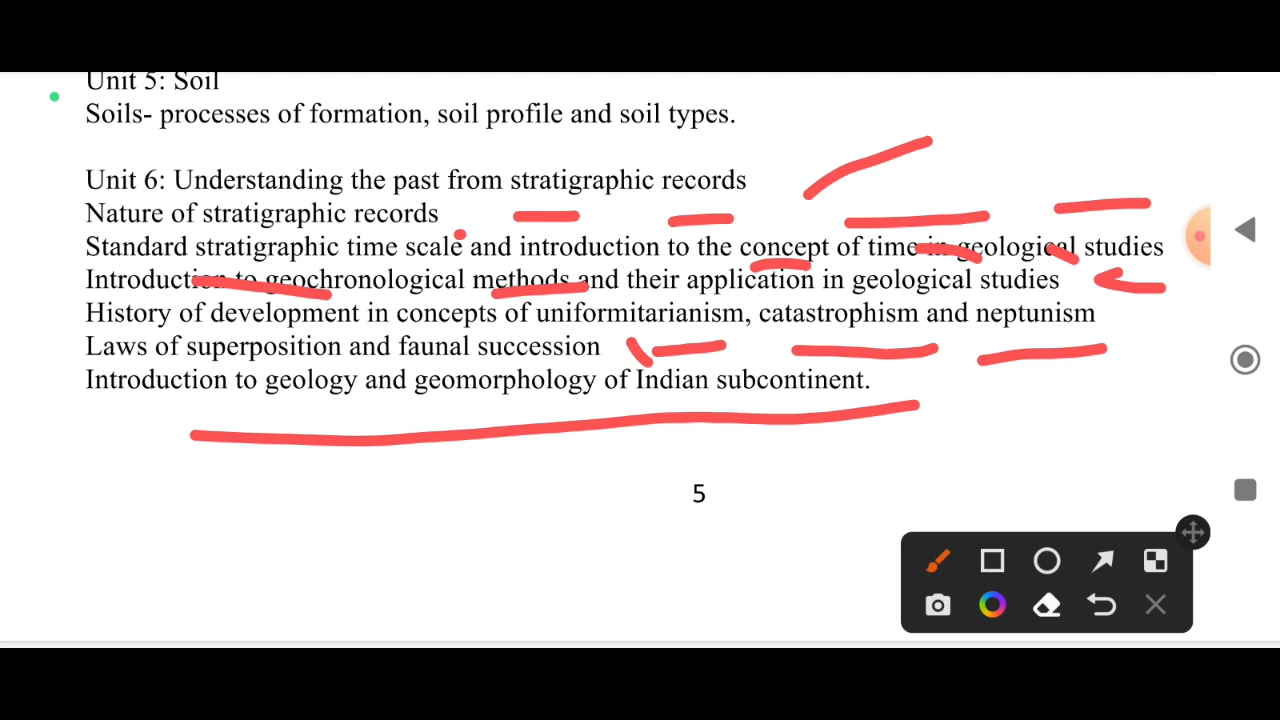 Unit 5: Soil
Soils- processes of formation, soil profile and soil types.
Unit 6: Understanding the past from stratigraphic records
Nature of stratigraphic records
Standard stratigraphic time scale and introduction to the concept of time in geological studies
Introduction to geochronological methods and their application in geological studies
History of development in concepts of uniformitarianism, catastrophism and neptunism
Laws of superposition and faunal succession
Introduction to geology and geomorphology of Indian subcontinent.
5